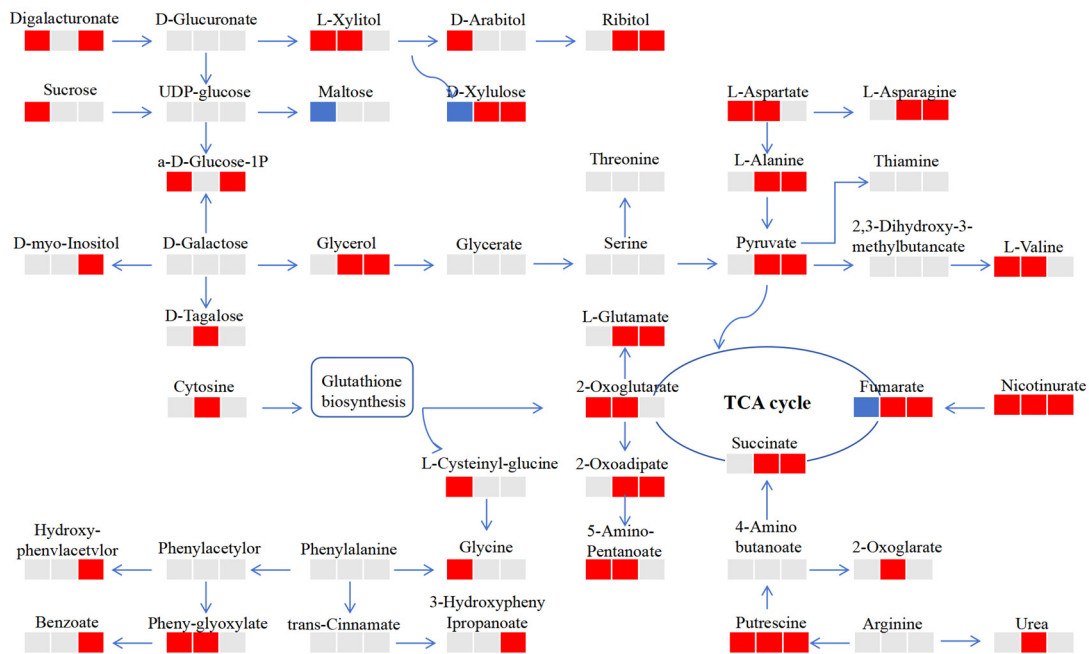 Digalacturonate
D-Glucuronate
L-Xylitol
D-Arabitol
Ribitol
Sucrose
UDP-glucose
Maltose
D-Xylulose
L-Aspartate
L-Asparagine
a-D-Glucose-1P
Threonine
L-Alanine
Thiamine
D-myo-Inositol
D-Galactose
Glycerol
Glycerate
Serine
Pyruvate
2,3-Dihydroxy-3-
methylbutancate
L-Valine
D-Tagalose
L-Glutamate
Cytosine
Glutathione
biosynthesis
2-Oxoglutarate
TCA cycle
Fumarate
Nicotinurate
L-Cysteinyl-glucine
2-Oxoadipate
Succinate
Hydroxy-
phenvlacetvlor
Phenylacetylor
Phenylalanine
Glycine
5-Amino-
Pentanoate
4-Amino
butanoate
2-Oxoglarate
Benzoate
Pheny-glyoxylate
trans-Cinnamate
3-Hydroxypheny
Ipropanoate
Putrescine
Arginine
Urea